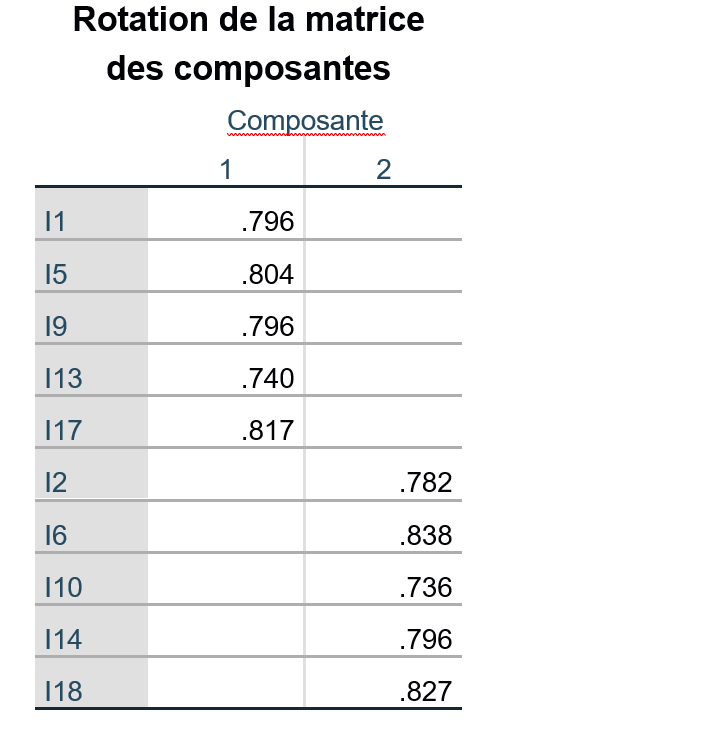 Rotation de la matrice
des composantes
Composante
1 2
I1 .796
I5 .804
I9 .796
I13 .740
I17 .817
I2 .782
I6 .838
I10 .736
I14 .796
I18 .827